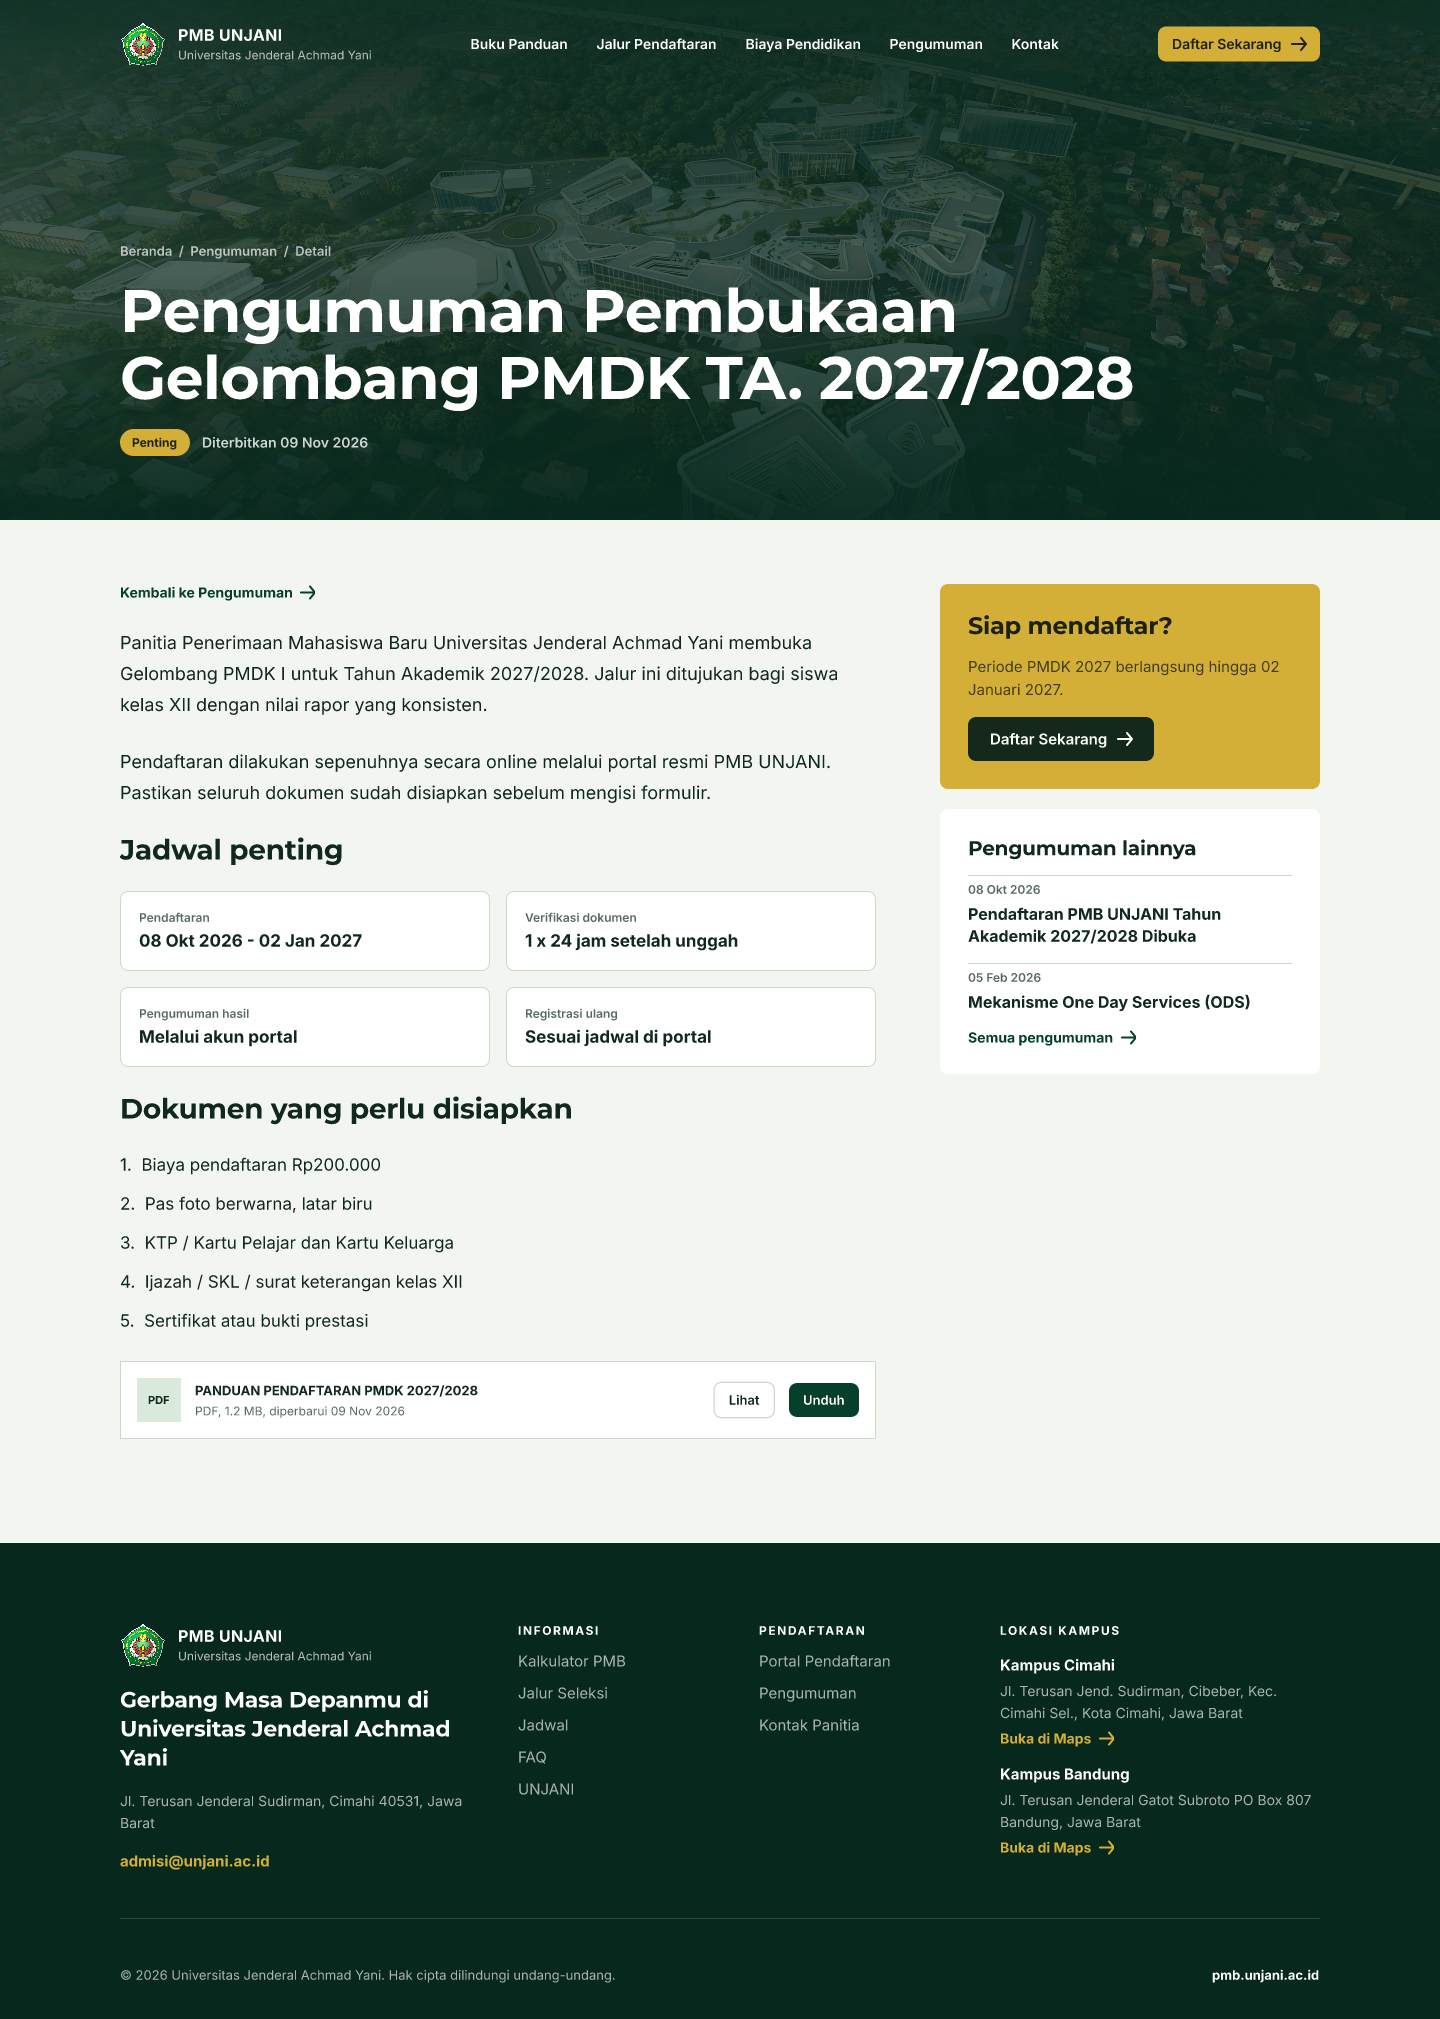 PMB UNJANI
Universitas Jenderal Achmad Yani
Buku Panduan
Jalur Pendaftaran
Biaya Pendidikan
Pengumuman
Kontak
Daftar Sekarang
Beranda / Pengumuman / Detail
Pengumuman Pembukaan
Gelombang PMDK TA. 2027/2028
Penting
Diterbitkan 09 Nov 2026
Kembali ke Pengumuman
Panitia Penerimaan Mahasiswa Baru Universitas Jenderal Achmad Yani membuka
Gelombang PMDK I untuk Tahun Akademik 2027/2028. Jalur ini ditujukan bagi siswa
kelas XII dengan nilai rapor yang konsisten.
Pendaftaran dilakukan sepenuhnya secara online melalui portal resmi PMB UNJANI.
Pastikan seluruh dokumen sudah disiapkan sebelum mengisi formulir.
Jadwal penting
Pendaftaran
08 Okt 2026 - 02 Jan 2027
Verifikasi dokumen
1 x 24 jam setelah unggah
Pengumuman hasil
Melalui akun portal
Registrasi ulang
Sesuai jadwal di portal
Dokumen yang perlu disiapkan
1. Biaya pendaftaran Rp200.000
2. Pas foto berwarna, latar biru
3. KTP / Kartu Pelajar dan Kartu Keluarga
4. Ijazah / SKL / surat keterangan kelas XII
5. Sertifikat atau bukti prestasi
PDF
PANDUAN PENDAFTARAN PMDK 2027/2028
PDF, 1.2 MB, diperbarui 09 Nov 2026
Lihat
Unduh
Siap mendaftar?
Periode PMDK 2027 berlangsung hingga 02
Januari 2027.
Daftar Sekarang
Pengumuman lainnya
08 Okt 2026
Pendaftaran PMB UNJANI Tahun
Akademik 2027/2028 Dibuka
05 Feb 2026
Mekanisme One Day Services (ODS)
Semua pengumuman
PMB UNJANI
Universitas Jenderal Achmad Yani
Gerbang Masa Depanmu di
Universitas Jenderal Achmad
Yani
Jl. Terusan Jenderal Sudirman, Cimahi 40531, Jawa
Barat
admisi@unjani.ac.id
INFORMASI
Kalkulator PMB
Jalur Seleksi
Jadwal
FAQ
UNJANI
PENDAFTARAN
Portal Pendaftaran
Pengumuman
Kontak Panitia
LOKASI KAMPUS
Kampus Cimahi
Jl. Terusan Jend. Sudirman, Cibeber, Kec.
Cimahi Sel., Kota Cimahi, Jawa Barat
Buka di Maps
Kampus Bandung
Jl. Terusan Jenderal Gatot Subroto PO Box 807
Bandung, Jawa Barat
Buka di Maps
© 2026 Universitas Jenderal Achmad Yani. Hak cipta dilindungi undang-undang.
pmb.unjani.ac.id